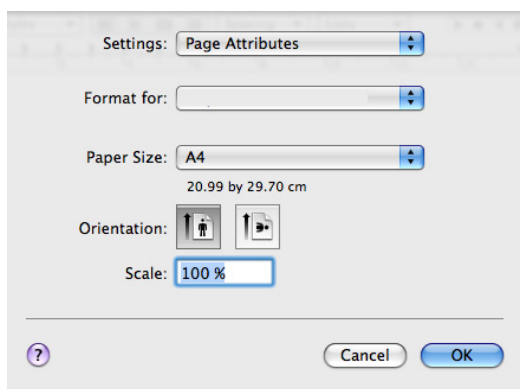 Settings: Page Attributes
Format for:
Paper Size: A4
20.99 by 29.70 cm
Orientation:
Scale: 100 %
? Cancel OK